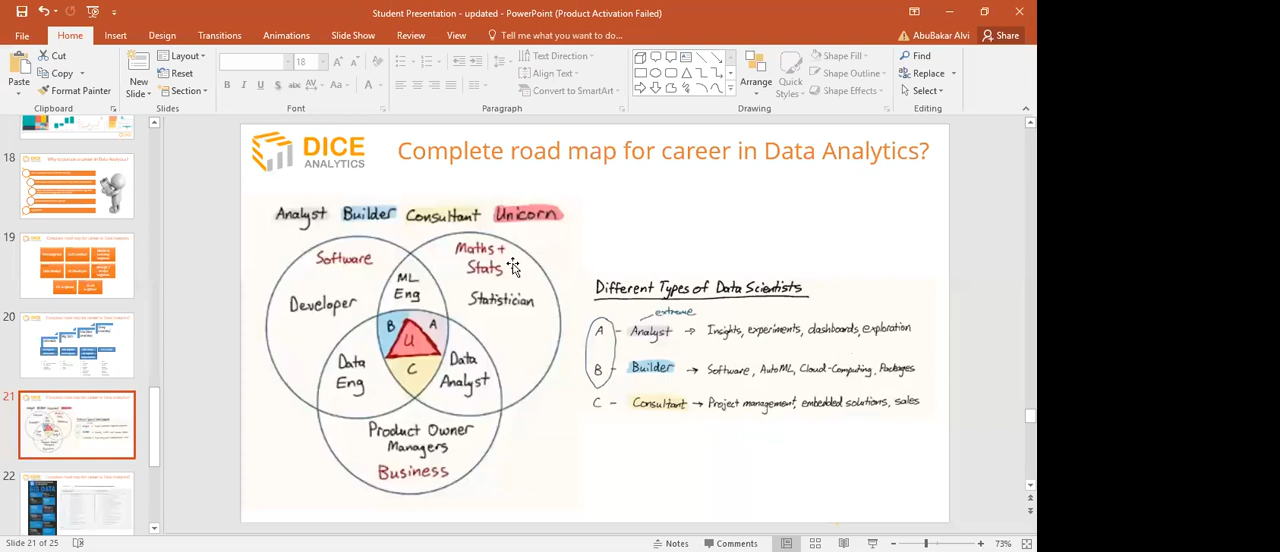 Student Presentation - updated - PowerPoint (Product Activation Failed)
File Home Insert Design Transitions Animations Slide Show Review View Tell me what you want to do... AbuBakar Alvi Share
Paste
Cut
Copy
Format Painter
Clipboard
New Slide
Layout
Reset
Section
Slides
18
B I U S abc AV Aa A
Font
Text Direction
Align Text
Convert to SmartArt
Paragraph
Arrange
Quick Styles
Shape Fill
Shape Outline
Shape Effects
Drawing
Find
Replace
Select
Editing
18
19
20
21
22
DICE
ANALYTICS
Complete road map for career in Data Analytics?
Analyst Builder Consultant Unicorn
Software
Maths +
Stats
ML
Eng
Developer
Statistician
B A
U
C
Data
Eng
Data
Analyst
Product Owner
Managers
Business
Different Types of Data Scientists
extreme
A - Analyst → Insights, experiments, dashboards, exploration
B - Builder → Software, AutoML, Cloud-Computing, Packages
C - Consultant → Project management, embedded solutions, sales
Slide 21 of 25 Notes Comments 73%